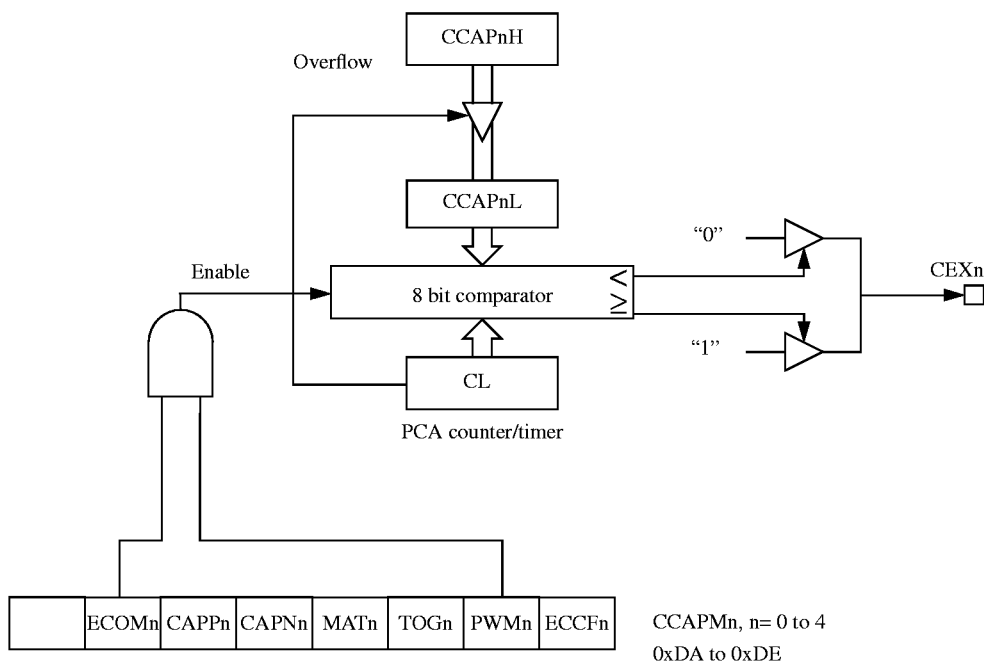 CCAPnH
Overflow
CCAPnL
“0”
Enable
8 bit comparator
<
≥
CEXn
“1”
CL
PCA counter/timer
ECOMn CAPPn CAPNn MATn TOGn PWMn ECCFn
CCAPMn, n= 0 to 4
0xDA to 0xDE